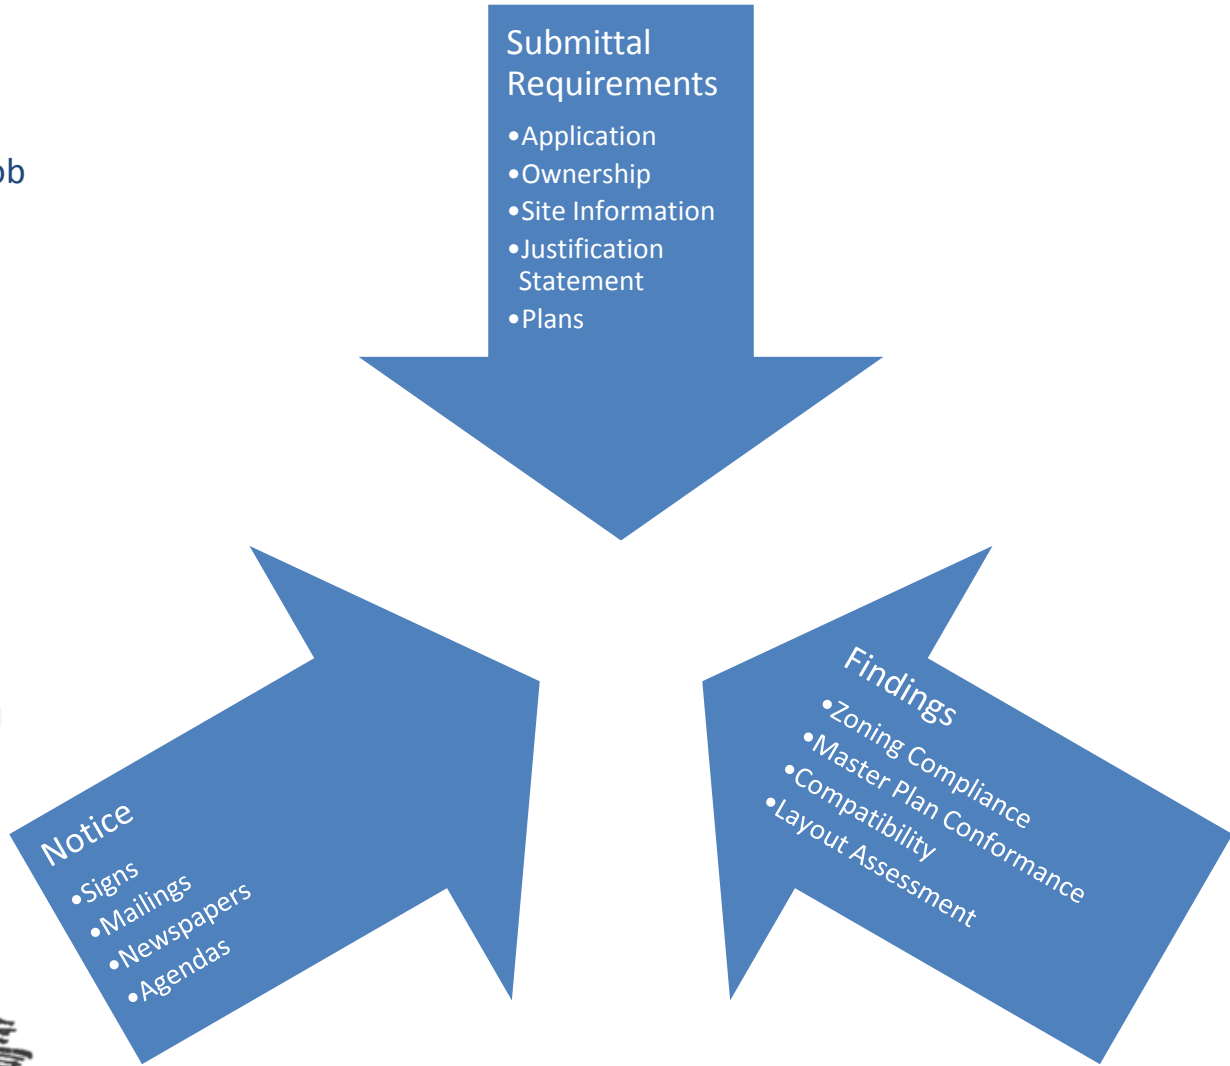 Submittal
Requirements
•Application
•Ownership
•Site Information
•Justification
Statement
•Plans
ob
Notice
•Signs
•Mailings
•Newspapers
•Agendas
Findings
•Zoning Compliance
•Master Plan Conformance
•Compatibility
•Layout Assessment